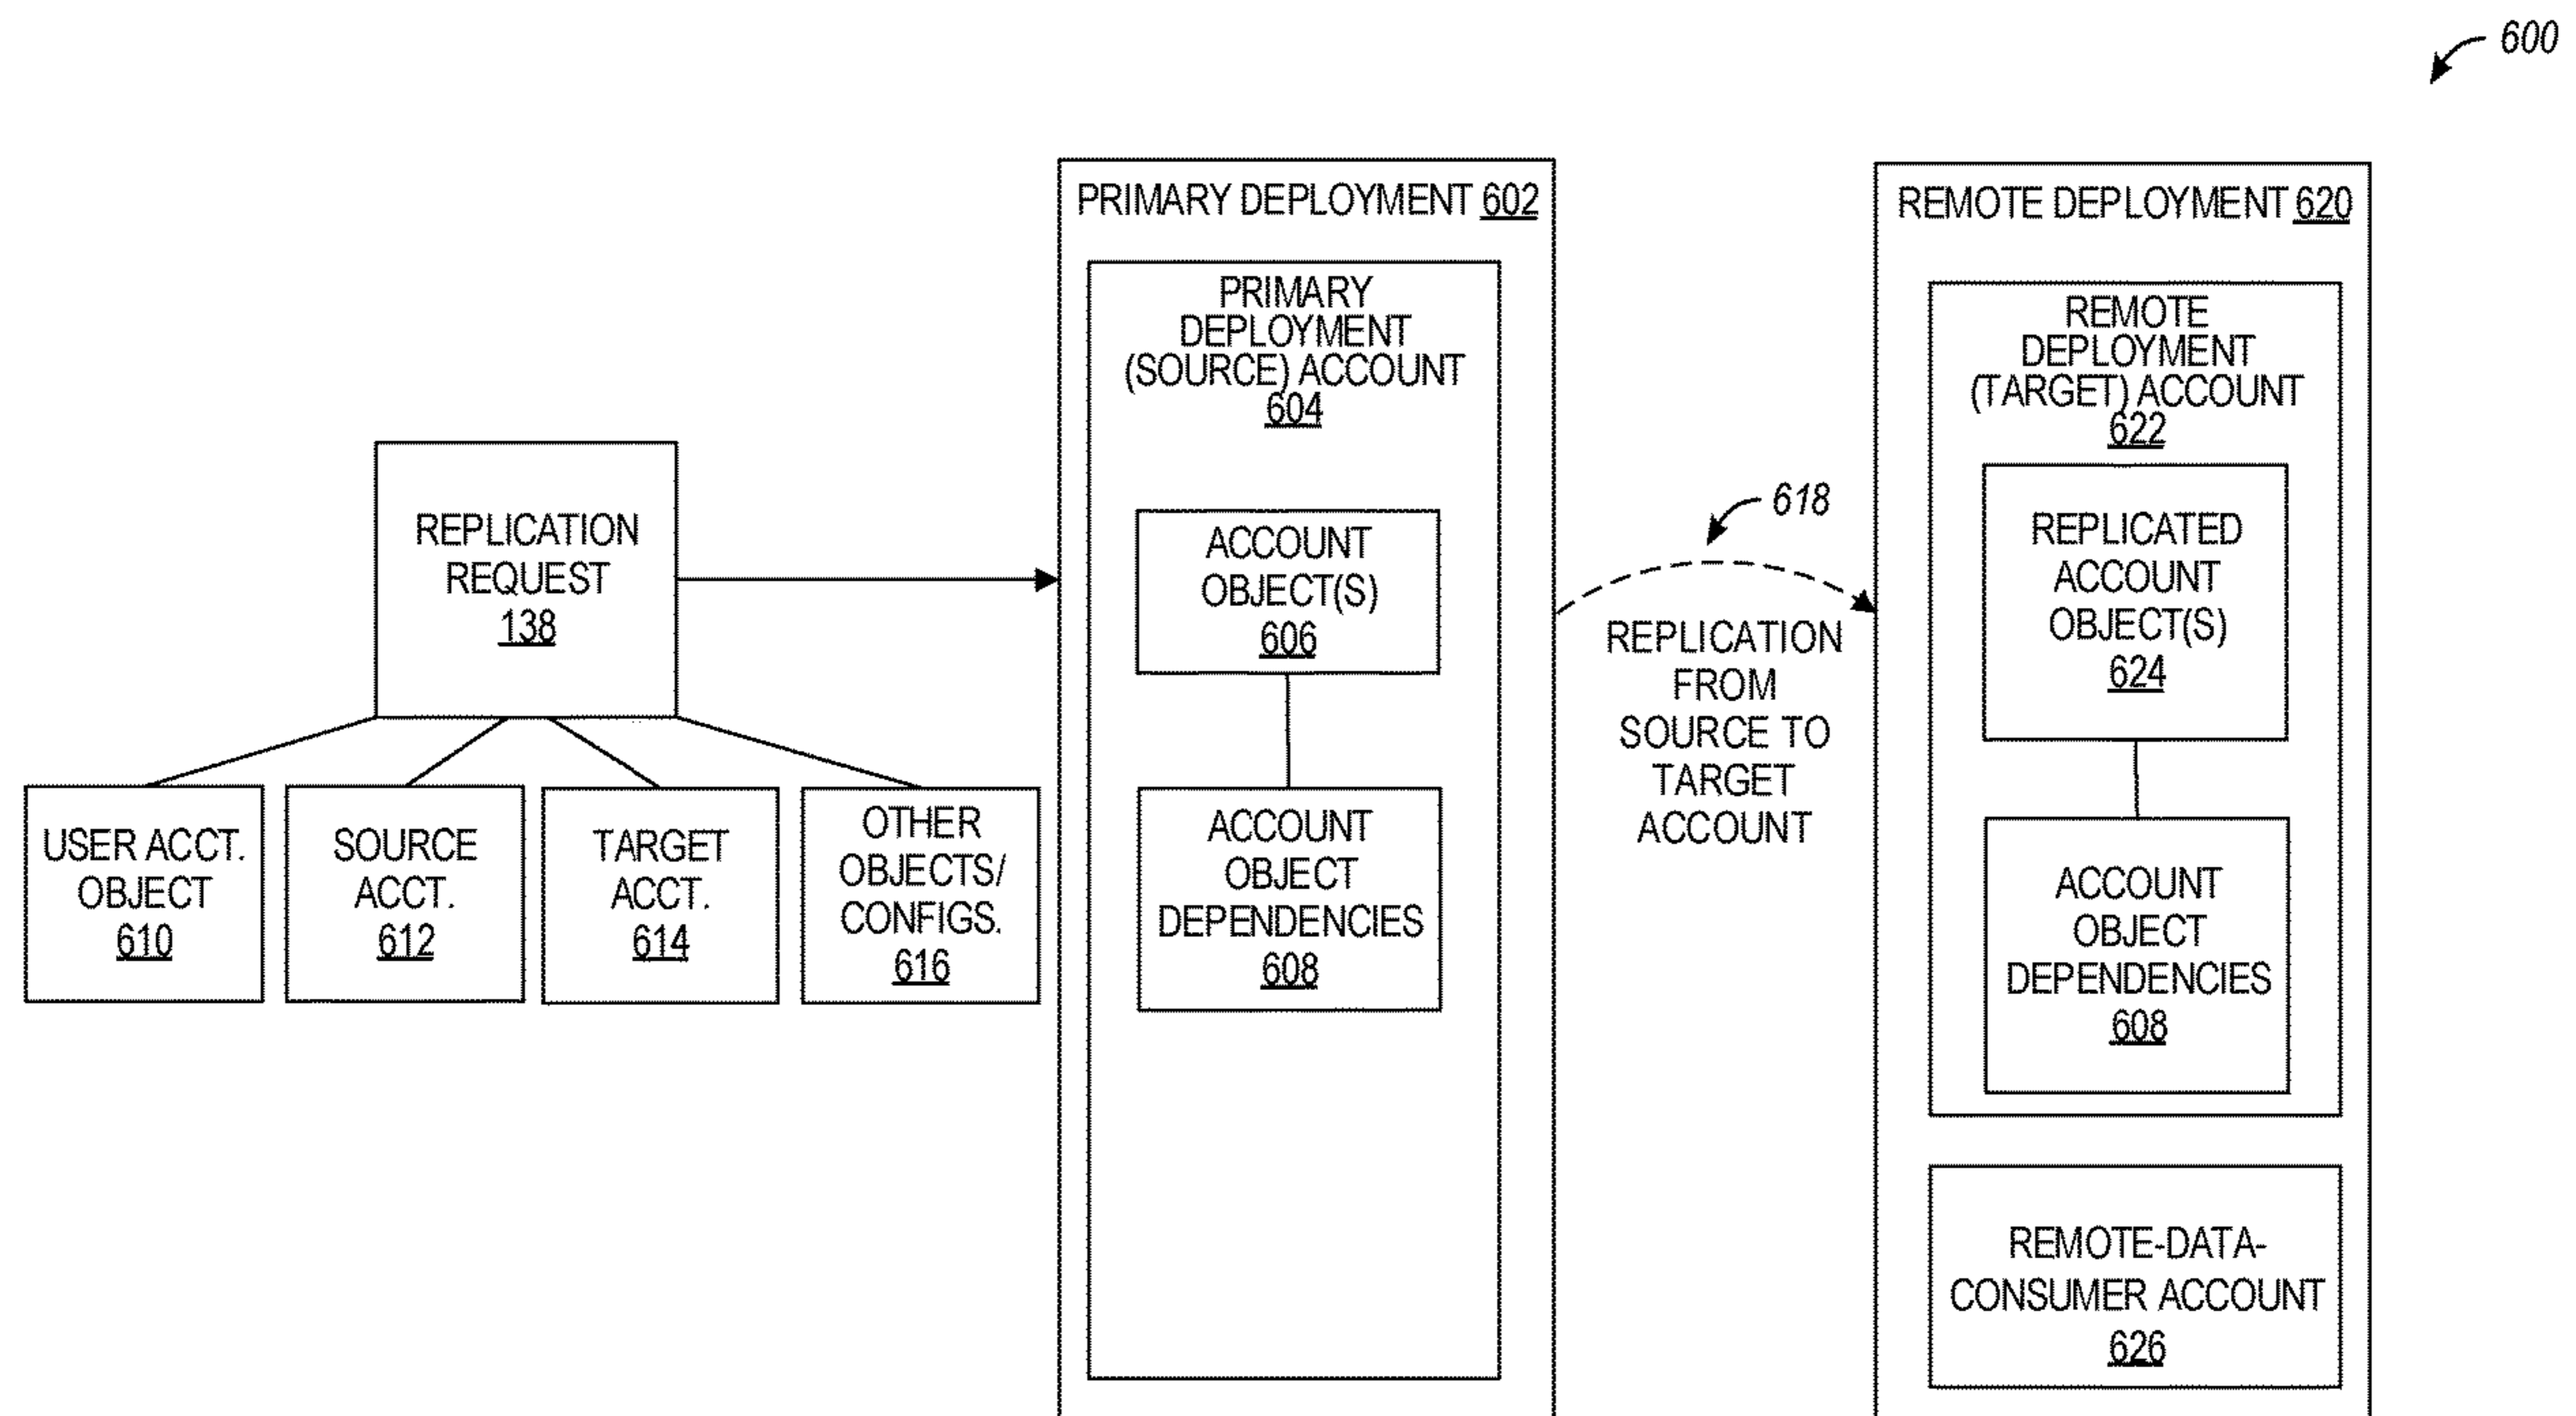 600
REPLICATION
REQUEST
138
USER ACCT.
OBJECT
610
SOURCE
ACCT.
612
TARGET
ACCT.
614
OTHER
OBJECTS/
CONFIGS.
616
PRIMARY DEPLOYMENT 602
PRIMARY
DEPLOYMENT
(SOURCE) ACCOUNT
604
ACCOUNT
OBJECT(S)
606
ACCOUNT
OBJECT
DEPENDENCIES
608
618
REPLICATION
FROM
SOURCE TO
TARGET
ACCOUNT
REMOTE DEPLOYMENT 620
REMOTE
DEPLOYMENT
(TARGET) ACCOUNT
622
REPLICATED
ACCOUNT
OBJECT(S)
624
ACCOUNT
OBJECT
DEPENDENCIES
608
REMOTE-DATA-
CONSUMER ACCOUNT
626